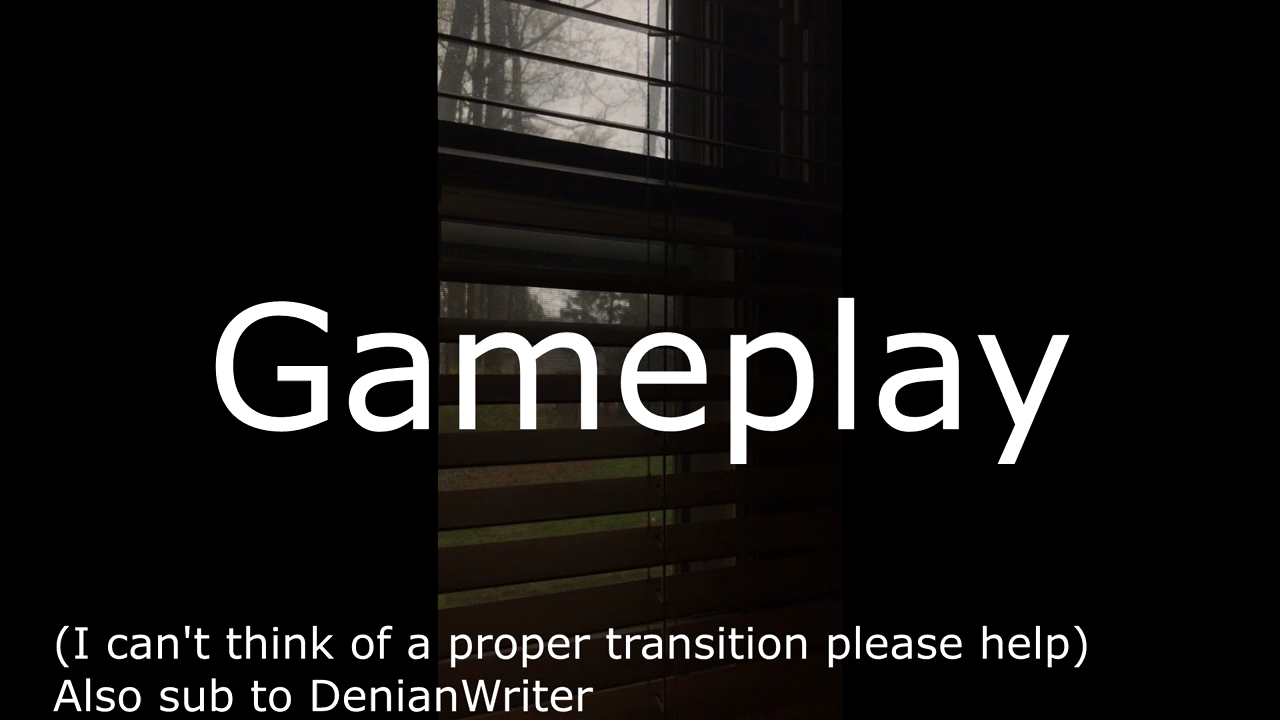 Gameplay
(I can't think of a proper transition please help)
Also sub to DenianWriter